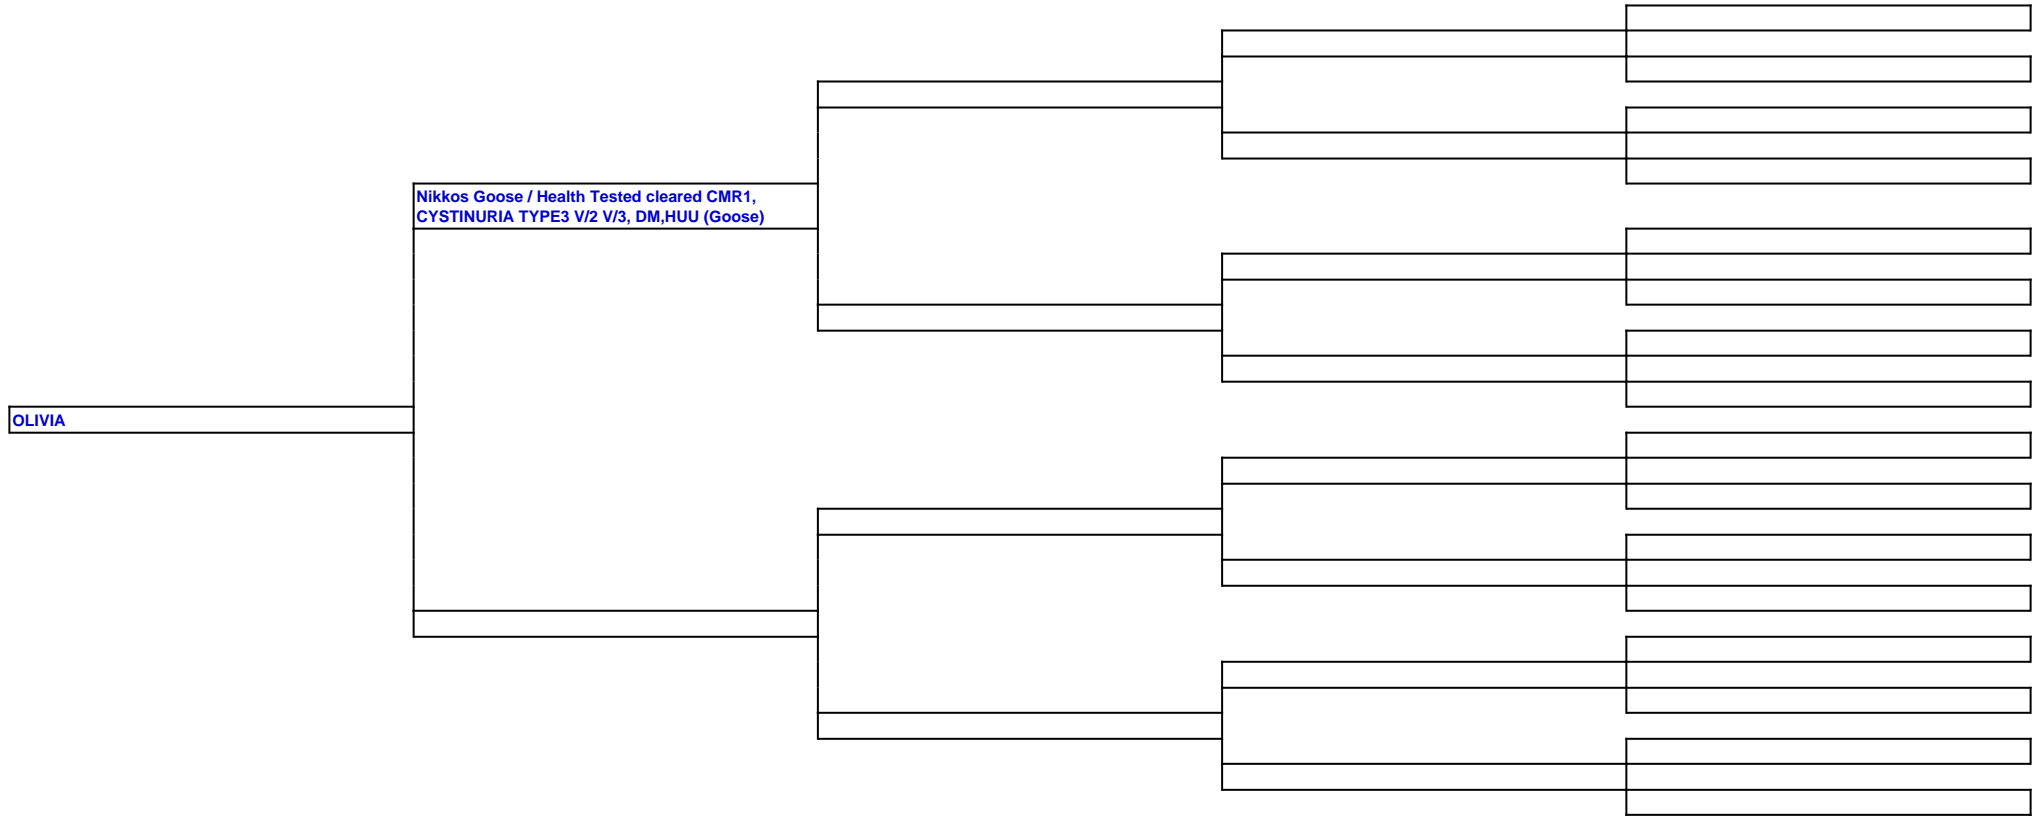 Nikkos Goose / Health Tested cleared CMR1,
CYSTINURIA TYPE3 V/2 V/3, DM,HUU (Goose)
OLIVIA